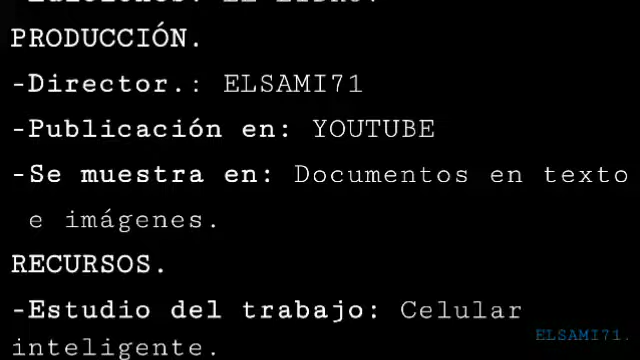 PRODUCCIÓN.
-Director.: ELSAMI71
-Publicación en: YOUTUBE
-Se muestra en: Documentos en texto
e imágenes.
RECURSOS.
-Estudio del trabajo: Celular
ELSAMI71.
inteligente.